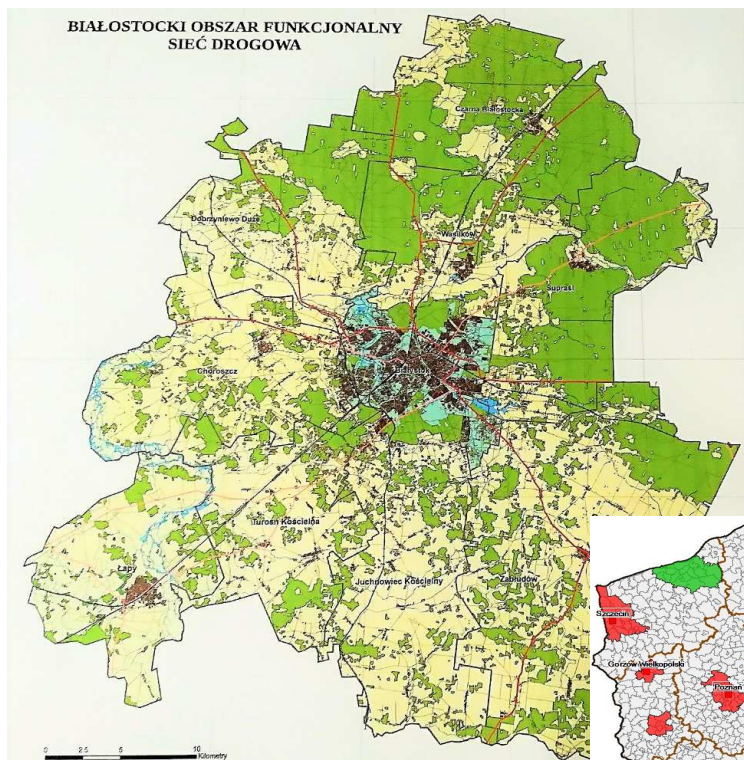 BIAŁOSTOCKI OBSZAR FUNKCJONALNY
SIEĆ DROGOWA
Czarna Białostocka
Dobrzyniewo Duże
Wasilków
Supraśl
Choroszcz
Białystok
Turośń Kościelna
Łapy
Juchnowiec Kościelny
Zabłudów
Szczecin
Gorzów Wielkopolski
Poznań
0 2.5 5 10
Kilometry